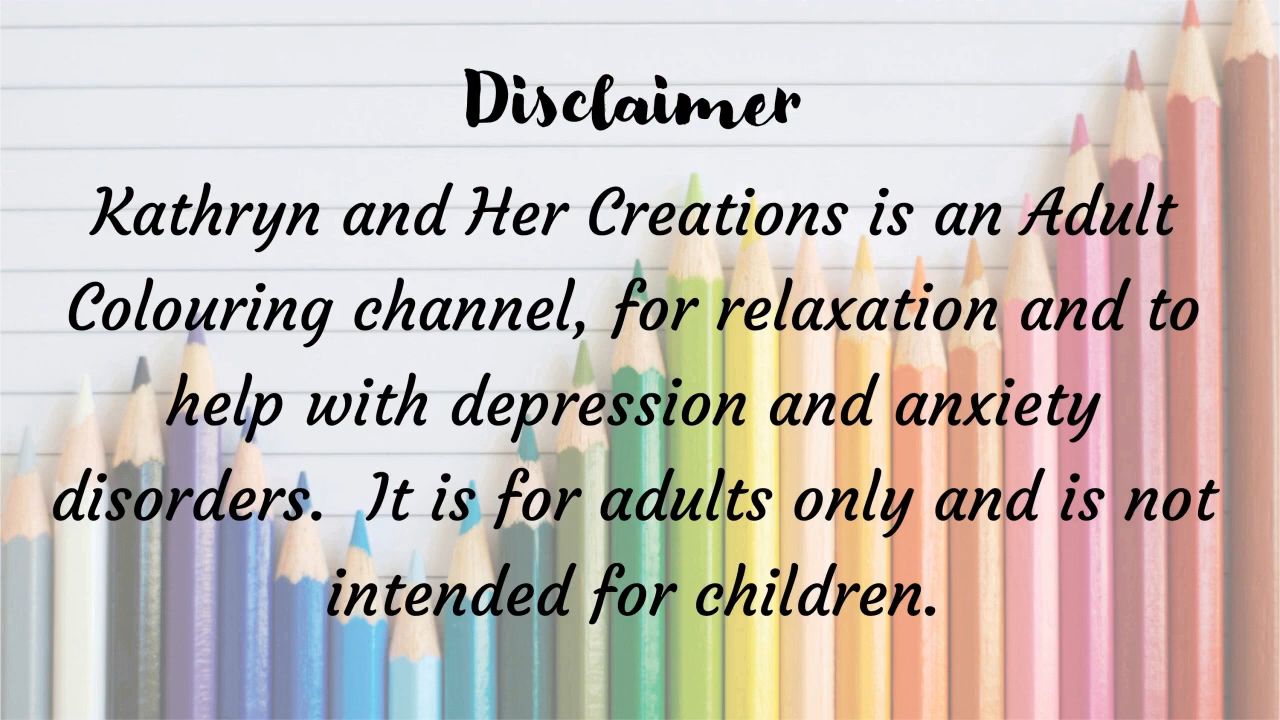 Disclaimer
Kathryn and Her Creations is an Adult
Colouring channel, for relaxation and to
help with depression and anxiety
disorders.  It is for adults only and is not
intended for children.